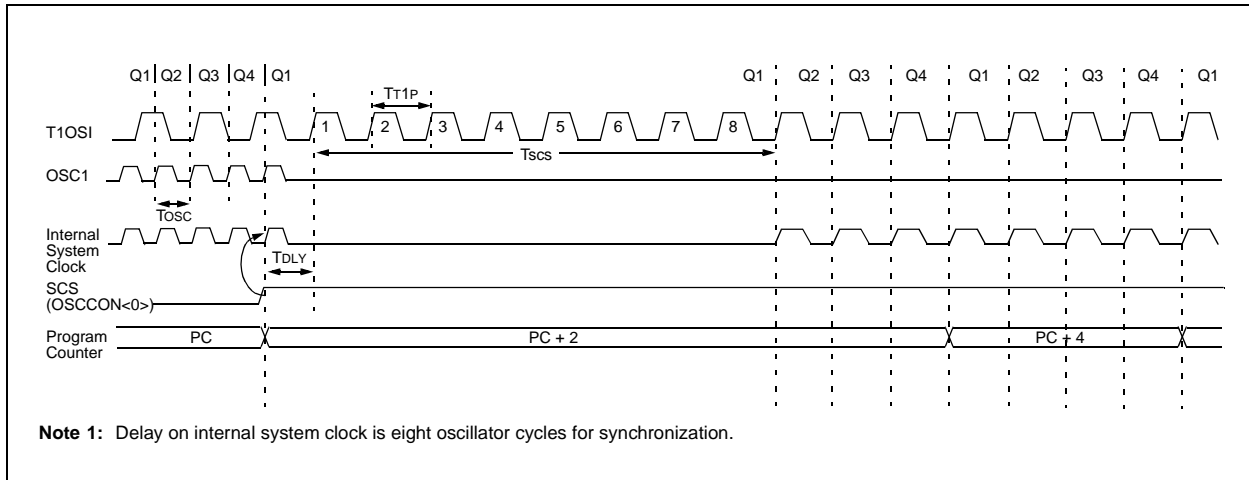 Q1 Q2 Q3 Q4 Q1 Q1 Q2 Q3 Q4 Q1 Q2 Q3 Q4 Q1
TT1P
T1OSI
1 2 3 4 5 6 7 8
TSCS
OSC1
TOSC
Internal
System
Clock
TDLY
SCS
(OSCCON<0>)
Program
Counter
PC PC + 2 PC + 4
Note 1: Delay on internal system clock is eight oscillator cycles for synchronization.